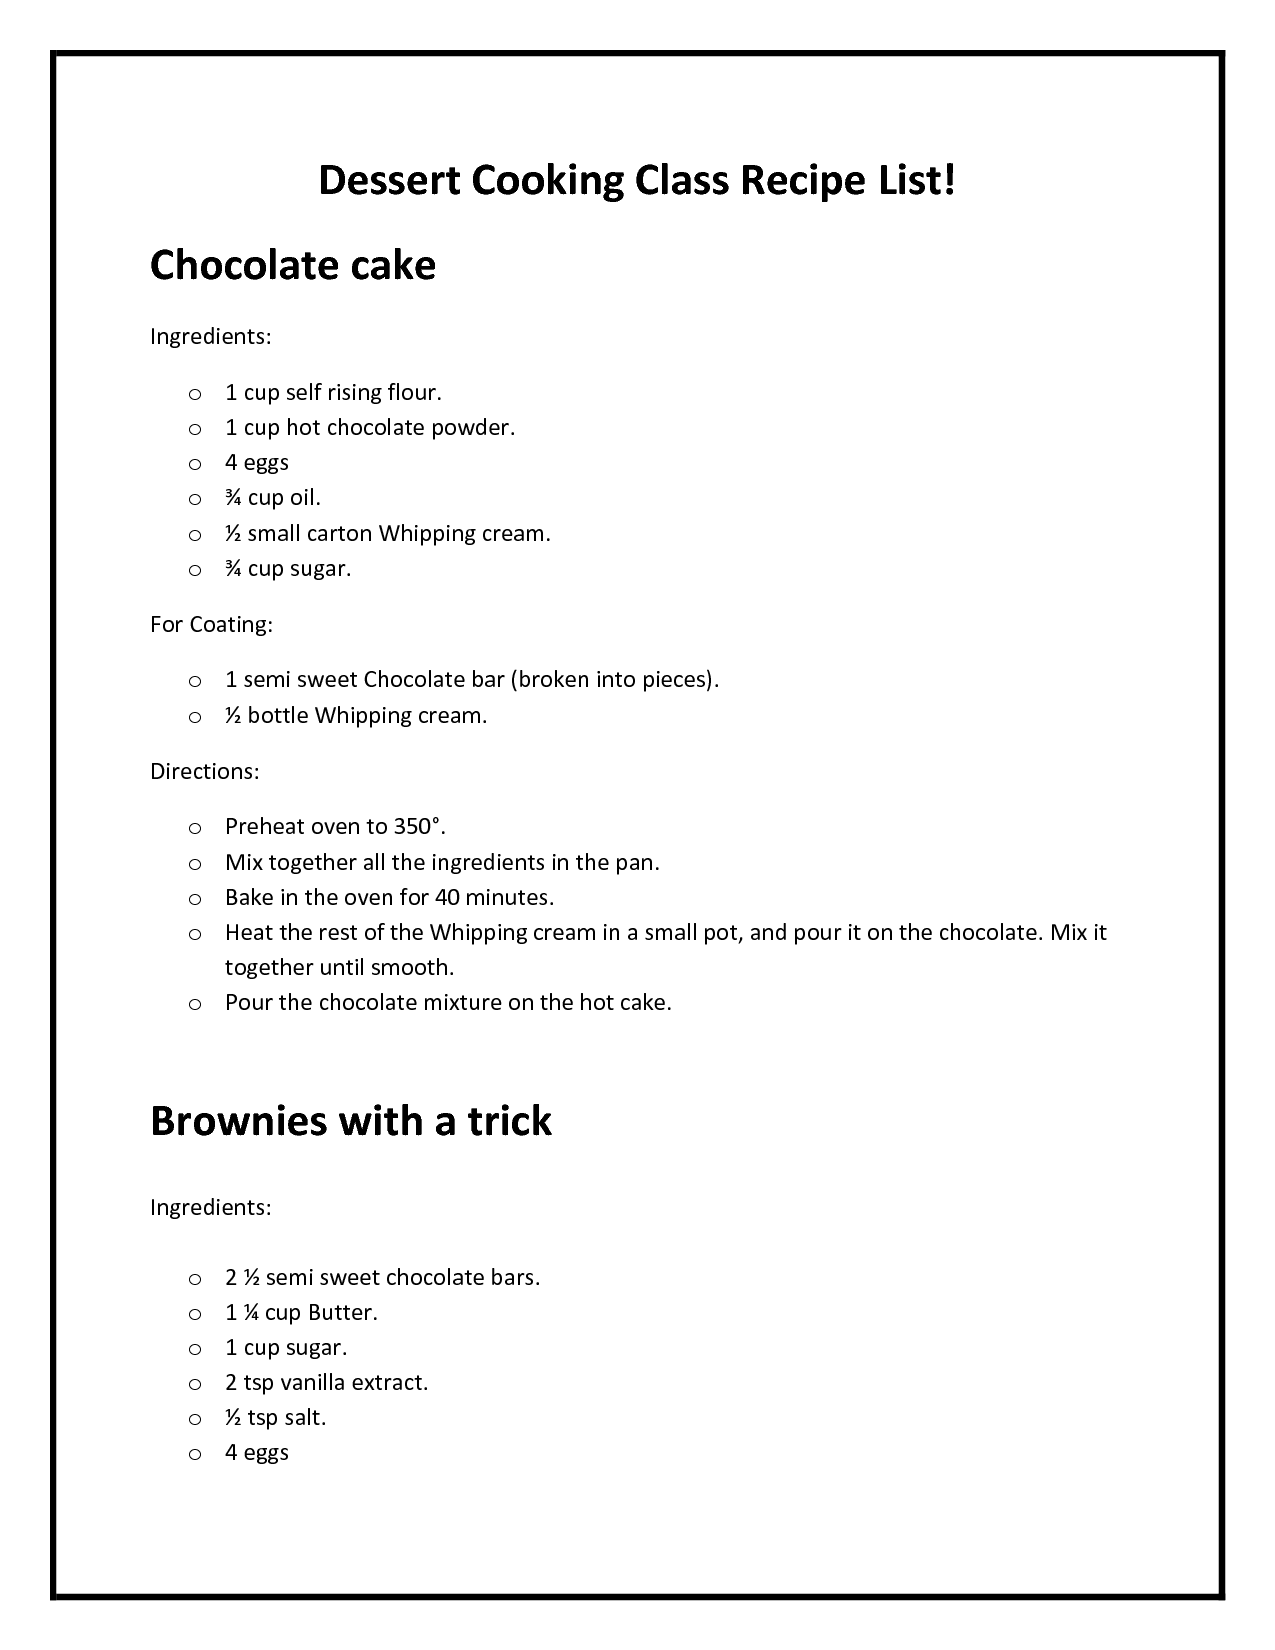 Dessert Cooking Class Recipe List!
Chocolate cake
Ingredients:
o 1 cup self rising flour.
o 1 cup hot chocolate powder.
o 4 eggs
o ¾ cup oil.
o ½ small carton Whipping cream.
o ¾ cup sugar.
For Coating:
o 1 semi sweet Chocolate bar (broken into pieces).
o ½ bottle Whipping cream.
Directions:
o Preheat oven to 350°.
o Mix together all the ingredients in the pan.
o Bake in the oven for 40 minutes.
o Heat the rest of the Whipping cream in a small pot, and pour it on the chocolate. Mix it
together until smooth.
o Pour the chocolate mixture on the hot cake.
Brownies with a trick
Ingredients:
o 2 ½ semi sweet chocolate bars.
o 1 ¼ cup Butter.
o 1 cup sugar.
o 2 tsp vanilla extract.
o ½ tsp salt.
o 4 eggs